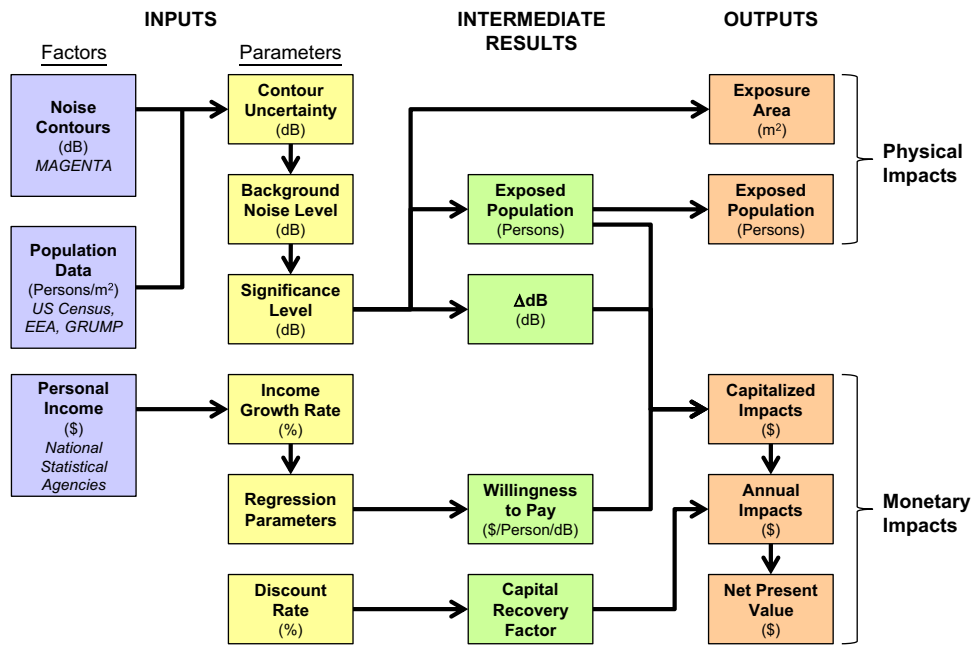 INPUTS
INTERMEDIATE
RESULTS
OUTPUTS
Factors
Parameters
Noise
Contours
(dB)
MAGENTA
Population
Data
(Persons/m²)
US Census,
EEA, GRUMP
Personal
Income
($)
National
Statistical
Agencies
Contour
Uncertainty
(dB)
Background
Noise Level
(dB)
Significance
Level
(dB)
Income
Growth Rate
(%)
Regression
Parameters
Discount
Rate
(%)
Exposed
Population
(Persons)
ΔdB
(dB)
Willingness
to Pay
($/Person/dB)
Capital
Recovery
Factor
Exposure
Area
(m²)
Exposed
Population
(Persons)
Capitalized
Impacts
($)
Annual
Impacts
($)
Net Present
Value
($)
Physical
Impacts
Monetary
Impacts